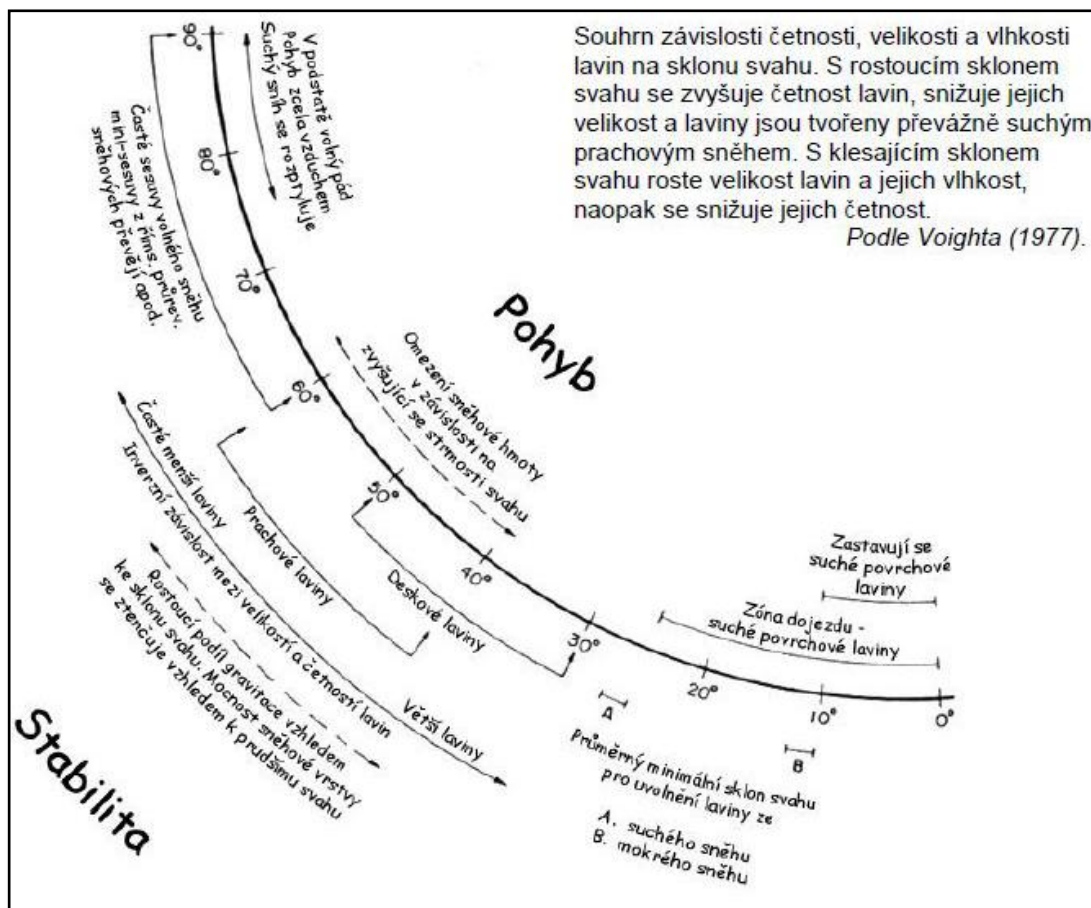 Souhrn závislosti četnosti, velikosti a vlhkosti
lavin na sklonu svahu. S rostoucím sklonem
svahu se zvyšuje četnost lavin, snižuje jejich
velikost a laviny jsou tvořeny převážně suchým
prachovým sněhem. S klesajícím sklonem
svahu roste velikost lavin a jejich vlhkost,
naopak se snižuje jejich četnost.
Podle Voighta (1977).
90°
80°
70°
60°
50°
40°
30°
20°
10°
0°
V podstatě volný pád
Pohyb zcela vzduchem
Suchý sníh se rozptyluje
Časté sesuvy volného sněhu
mini-sesuvy z říms. průrev.
sněhových převějí apod.
Pohyb
Omezení sněhové hmoty
v závislosti na
zvyšující se strmosti svahu
Zastavují se
suché povrchové
laviny
Zóna dojezdu -
suché povrchové laviny
Deskové laviny
Prachové laviny
Časté menší laviny
Větší laviny
Inverzní závislost mezi velikostí a četností lavin
Rostoucí podíl gravitace vzhledem
ke sklonu svahu. Mocnost sněhové vrstvy
se ztenčuje vzhledem k prudšímu svahu
Stabilita
A
B
Průměrný minimální sklon svahu
pro uvolnění laviny ze
A. suchého sněhu
B. mokrého sněhu